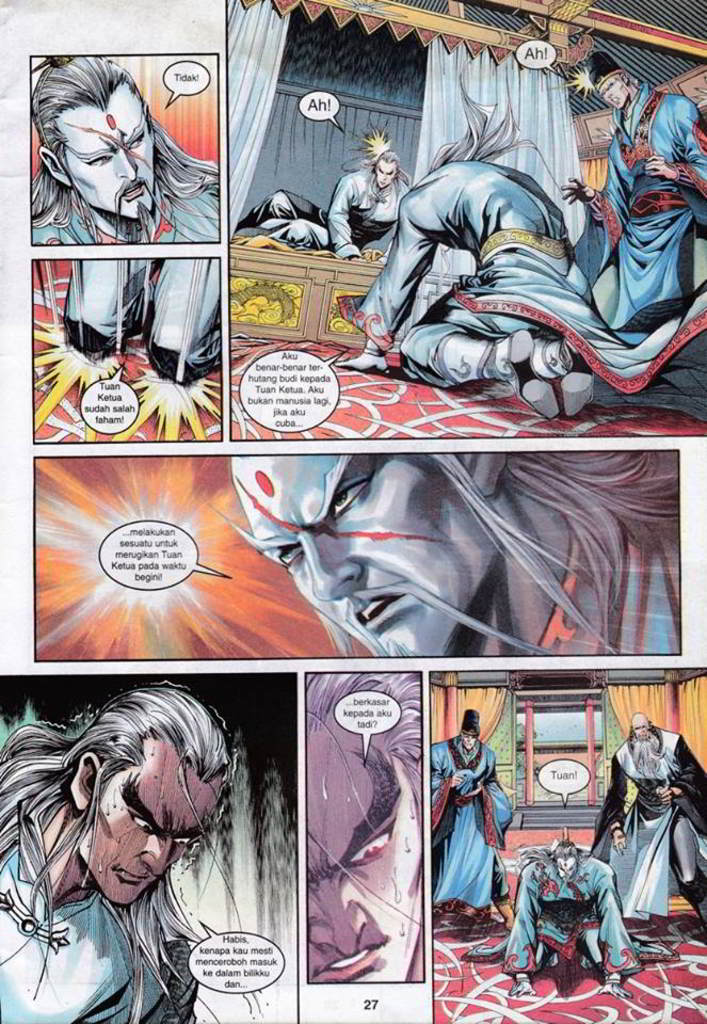 Tidak!
Tuan
Ketua
sudah salah
faham!
Ah!
Ah!
Aku
benar-benar ter-
hutang budi kepada
Tuan Ketua. Aku
bukan manusia lagi,
jika aku
cuba...
...melakukan
sesuatu untuk
merugikan Tuan
Ketua pada waktu
begini!
Habis,
kenapa kau mesti
menceroboh masuk
ke dalam bilikku
dan...
...berkasar
kepada aku
tadi?
Tuan!
27